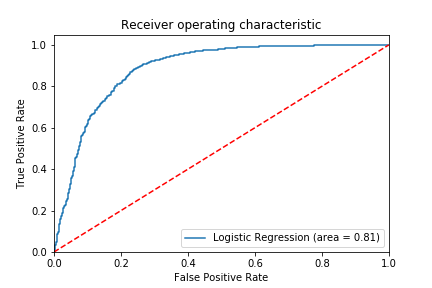 Receiver operating characteristic
True Positive Rate
1.0
0.8
0.6
0.4
0.2
0.0
Logistic Regression (area = 0.81)
0.0 0.2 0.4 0.6 0.8 1.0
False Positive Rate